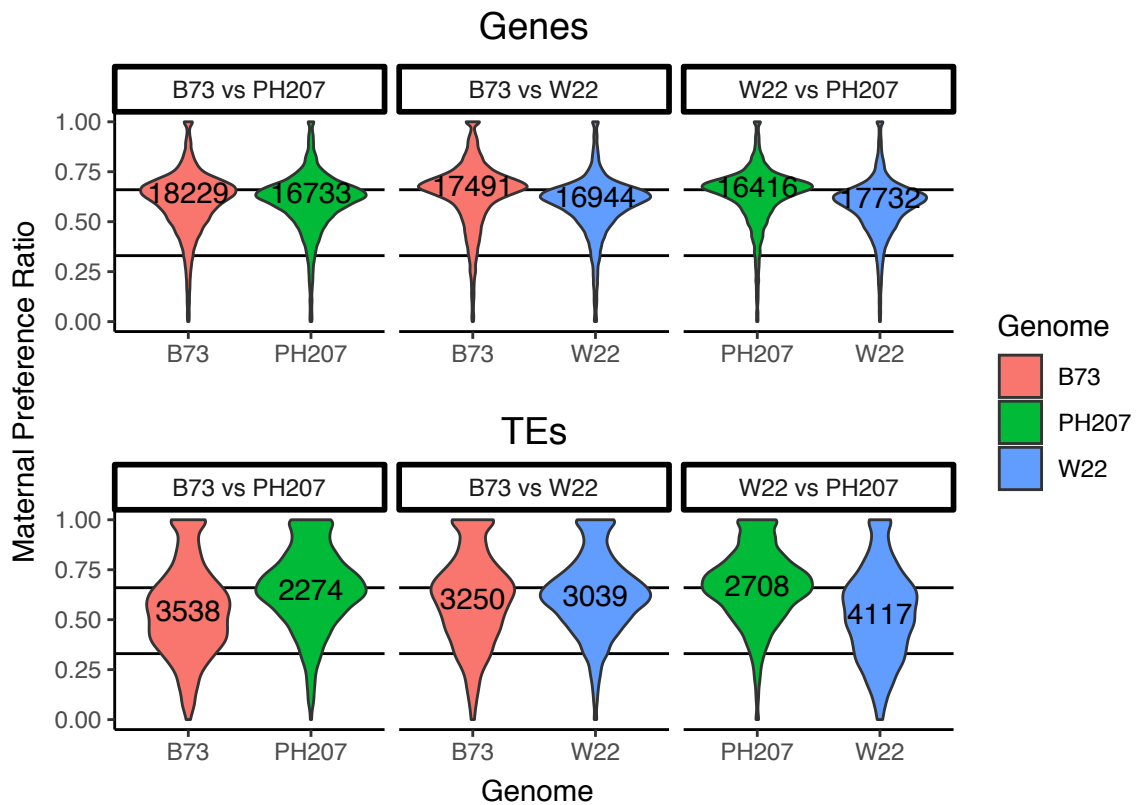 Genes
B73 vs PH207 B73 vs W22 W22 vs PH207
1.00
0.75
0.50
0.25
0.00
18229 16733 17491 16944 16416 17732
B73 PH207 B73 W22 PH207 W22
Maternal Preference Ratio
TEs
B73 vs PH207 B73 vs W22 W22 vs PH207
1.00
0.75
0.50
0.25
0.00
3538 2274 3250 3039 2708 4117
B73 PH207 B73 W22 PH207 W22
Genome
Genome
B73
PH207
W22